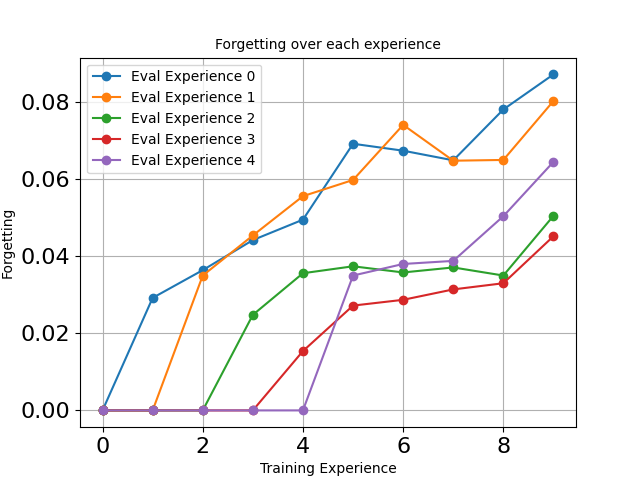 Forgetting over each experience
Eval Experience 0
Eval Experience 1
Eval Experience 2
Eval Experience 3
Eval Experience 4
0.08
0.06
0.04
0.02
0.00
Forgetting
0 2 4 6 8
Training Experience